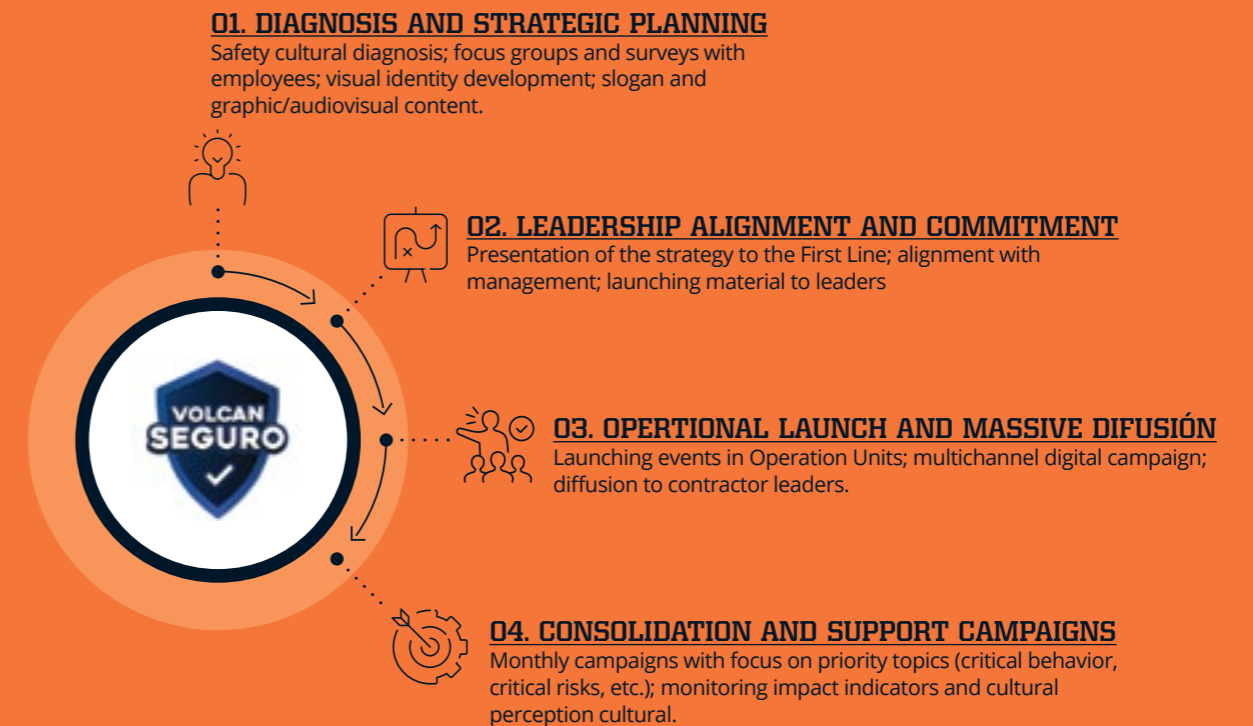 01. DIAGNOSIS AND STRATEGIC PLANNING
Safety cultural diagnosis; focus groups and surveys with
employees; visual identity development; slogan and
graphic/audiovisual content.
02. LEADERSHIP ALIGNMENT AND COMMITMENT
Presentation of the strategy to the First Line; alignment with
management; launching material to leaders
VOLCAN
SEGURO
03. OPERTIONAL LAUNCH AND MASSIVE DIFUSIÓN
Launching events in Operation Units; multichannel digital campaign;
diffusion to contractor leaders.
04. CONSOLIDATION AND SUPPORT CAMPAIGNS
Monthly campaigns with focus on priority topics (critical behavior,
critical risks, etc.); monitoring impact indicators and cultural
perception cultural.